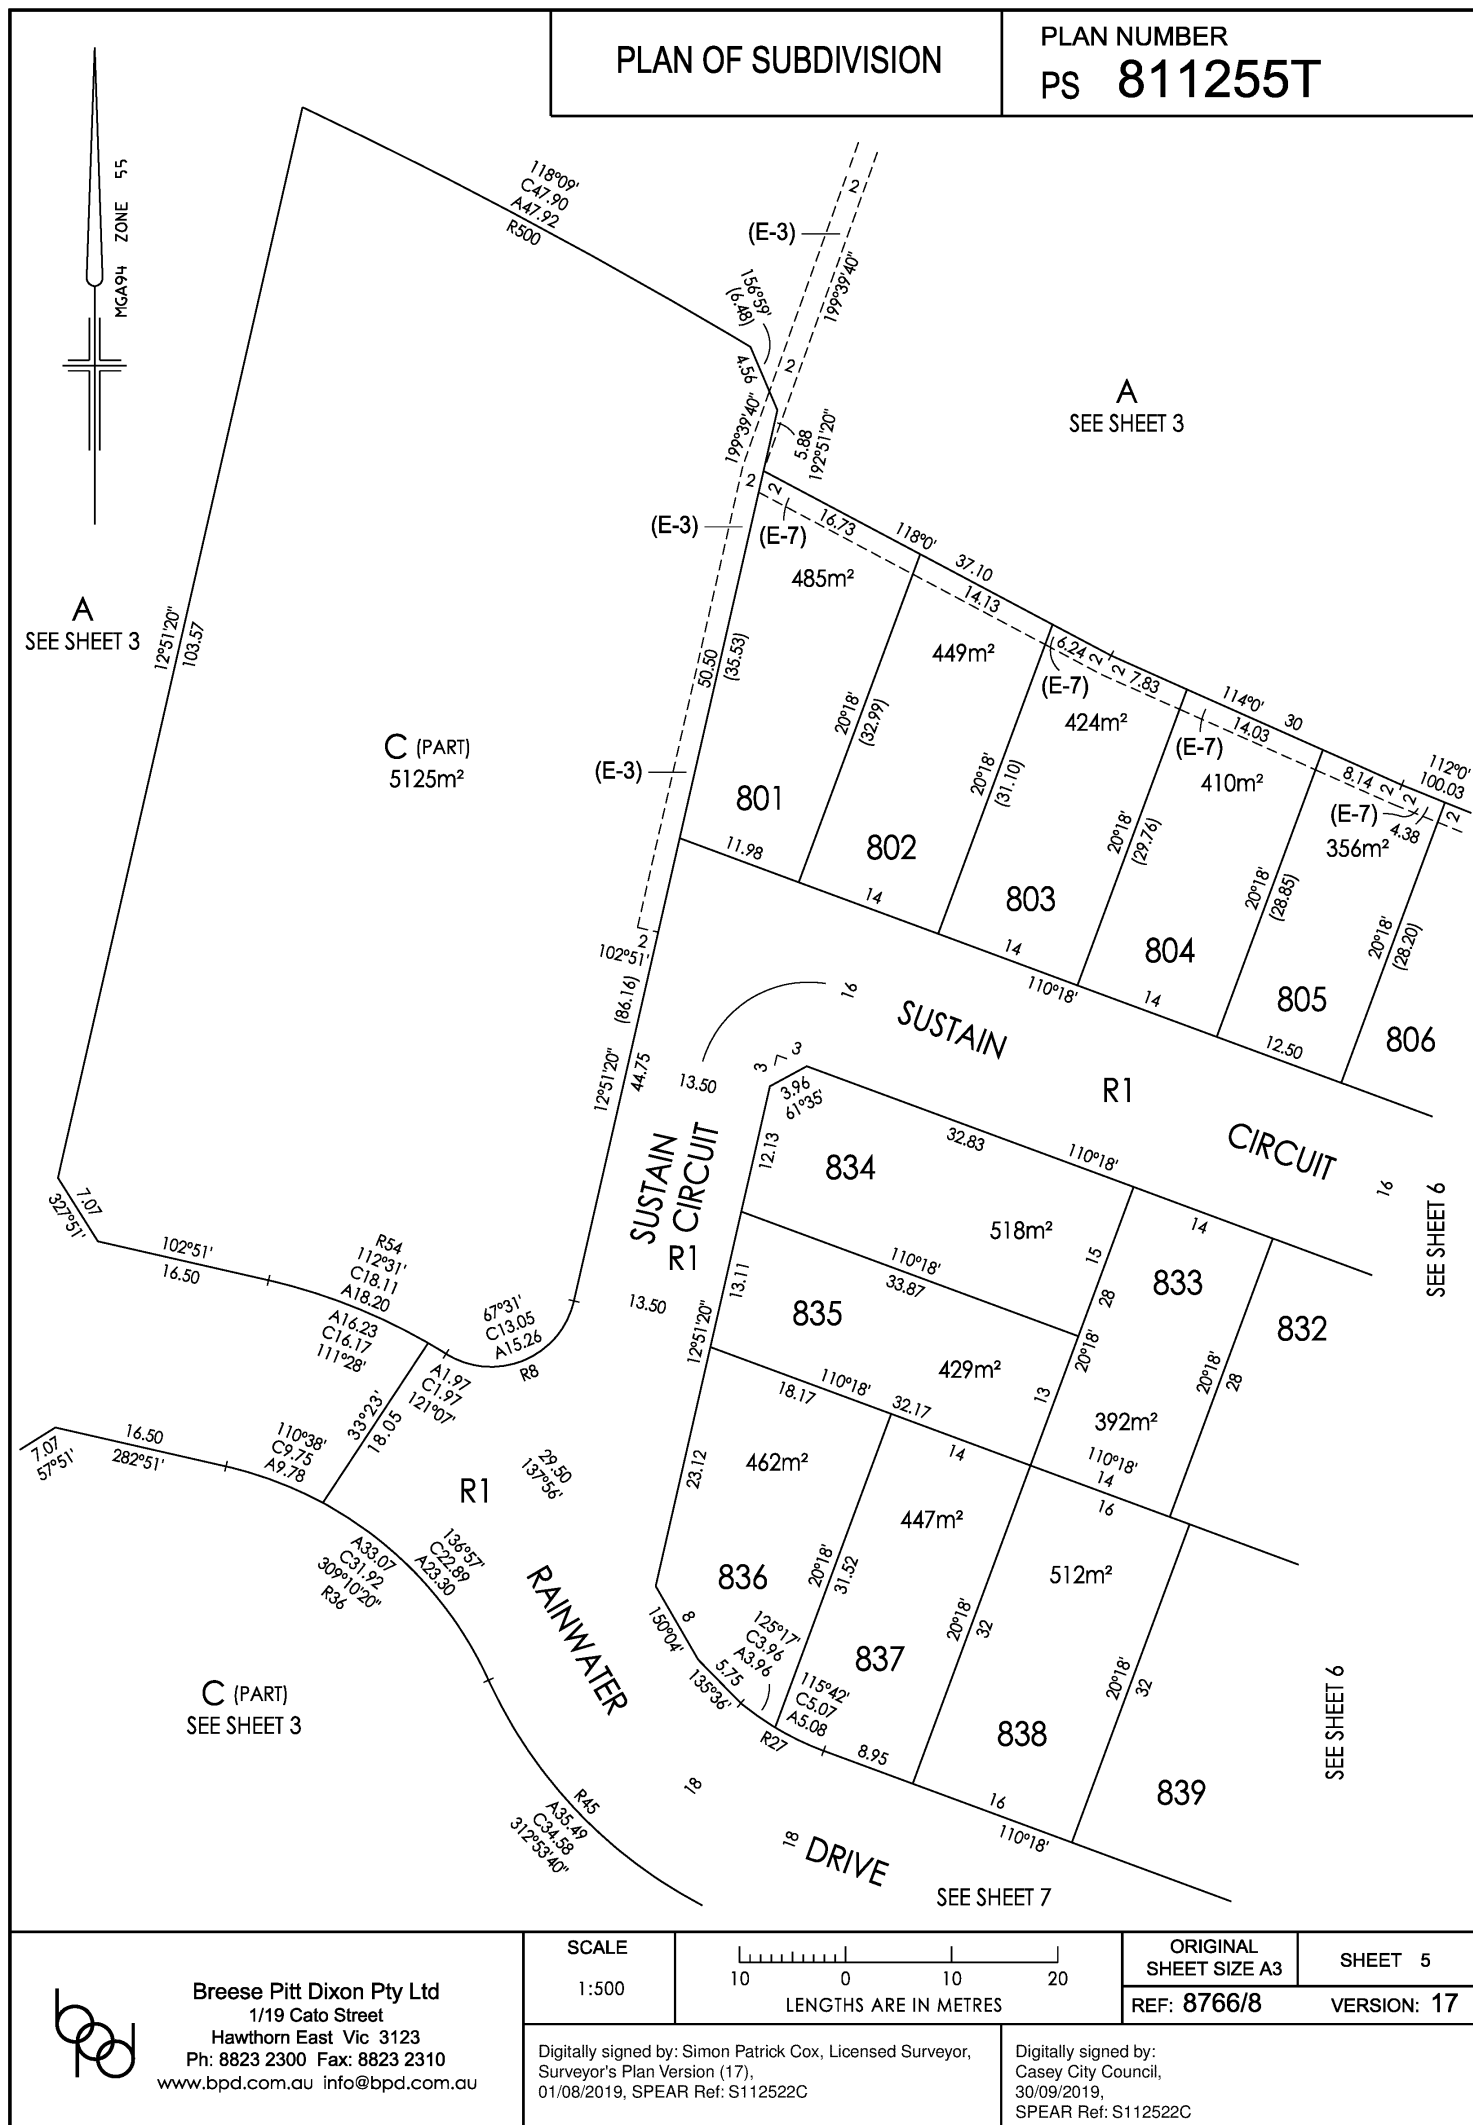 PLAN OF SUBDIVISION
PLAN NUMBER
PS 811255T
MGA94 ZONE 55
118°09'
C47.90
A47.92
R500
(E-3)
2
199°39'40"
156°59'
(6.48)
4.56
2
199°39'40"
5.88
192°51'20"
A
SEE SHEET 3
2
2
(E-3)
(E-7)
16.73
118°0'
37.10
485m²
14.13
A
SEE SHEET 3
12°51'20"
103.57
50.50
(35.53)
449m²
6.24
2
2
7.83
(E-7)
114°0'
30
14.03
(E-7)
424m²
20°18'
(32.99)
C (PART)
5125m²
(E-3)
801
20°18'
(31.10)
410m²
8.14
2
2
112°0'
100.03
(E-7)
4.38
2
356m²
20°18'
(29.76)
11.98
802
14
803
20°18'
(28.85)
20°18'
(28.20)
2
102°51'
(86.16)
14
804
110°18'
14
805
12.50
806
16
SUSTAIN
R1
CIRCUIT
16
12°51'20"
44.75
13.50
3
3
3.96
61°35'
12.13
32.83
110°18'
834
518m²
14
SEE SHEET 6
SUSTAIN
CIRCUIT
R1
7.07
327°51'
102°51'
16.50
R54
112°31'
C18.11
A18.20
A16.23
C16.17
111°28'
67°31'
C13.05
A15.26
R8
13.50
13.11
110°18'
33.87
15
28
833
832
835
12°51'20"
429m²
20°18'
20°18'
28
A1.97
C1.97
121°07'
33°23'
18.05
110°18'
18.17
32.17
13
392m²
110°18'
14
16
7.07
57°51'
16.50
282°51'
110°38'
C9.75
A9.78
R1
29.50
137°56'
23.12
462m²
14
447m²
A33.07
C31.92
309°10'20"
R36
136°57'
C22.89
A23.30
RAINWATER
836
20°18'
31.52
512m²
150°04'
8
125°17'
C3.96
A3.96
5.75
135°36'
20°18'
32
837
115°42'
C5.07
A5.08
R27
8.95
20°18'
32
838
839
SEE SHEET 6
C (PART)
SEE SHEET 3
18
R45
A35.49
C34.58
312°53'40"
16
110°18'
18
DRIVE
SEE SHEET 7
bpd
Breese Pitt Dixon Pty Ltd
1/19 Cato Street
Hawthorn East Vic 3123
Ph: 8823 2300 Fax: 8823 2310
www.bpd.com.au info@bpd.com.au
SCALE
1:500
10 0 10 20
LENGTHS ARE IN METRES
ORIGINAL
SHEET SIZE A3
SHEET 5
REF: 8766/8
VERSION: 17
Digitally signed by: Simon Patrick Cox, Licensed Surveyor,
Surveyor's Plan Version (17),
01/08/2019, SPEAR Ref: S112522C
Digitally signed by:
Casey City Council,
30/09/2019,
SPEAR Ref: S112522C